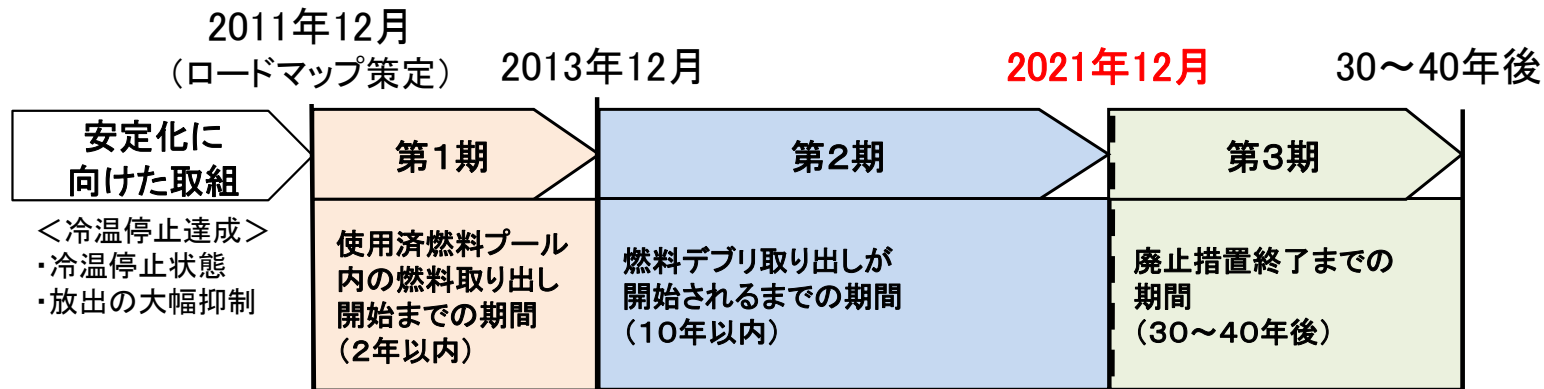 2011年12月
（ロードマップ策定）
2013年12月
2021年12月
30～40年後
安定化に
向けた取組
第１期
第２期
第３期
＜冷温停止達成＞
・冷温停止状態
・放出の大幅抑制
使用済燃料プール
内の燃料取り出し
開始までの期間
（２年以内）
燃料デブリ取り出しが
開始されるまでの期間
（１０年以内）
廃止措置終了までの
期間
（３０～４０年後）